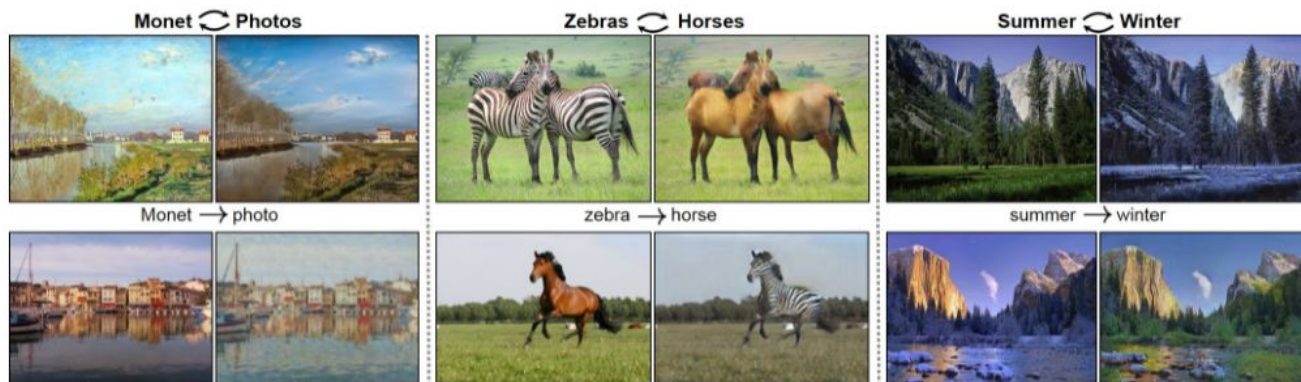 Monet Photos
Zebras Horses
Summer Winter
Monet → photo
zebra → horse
summer → winter